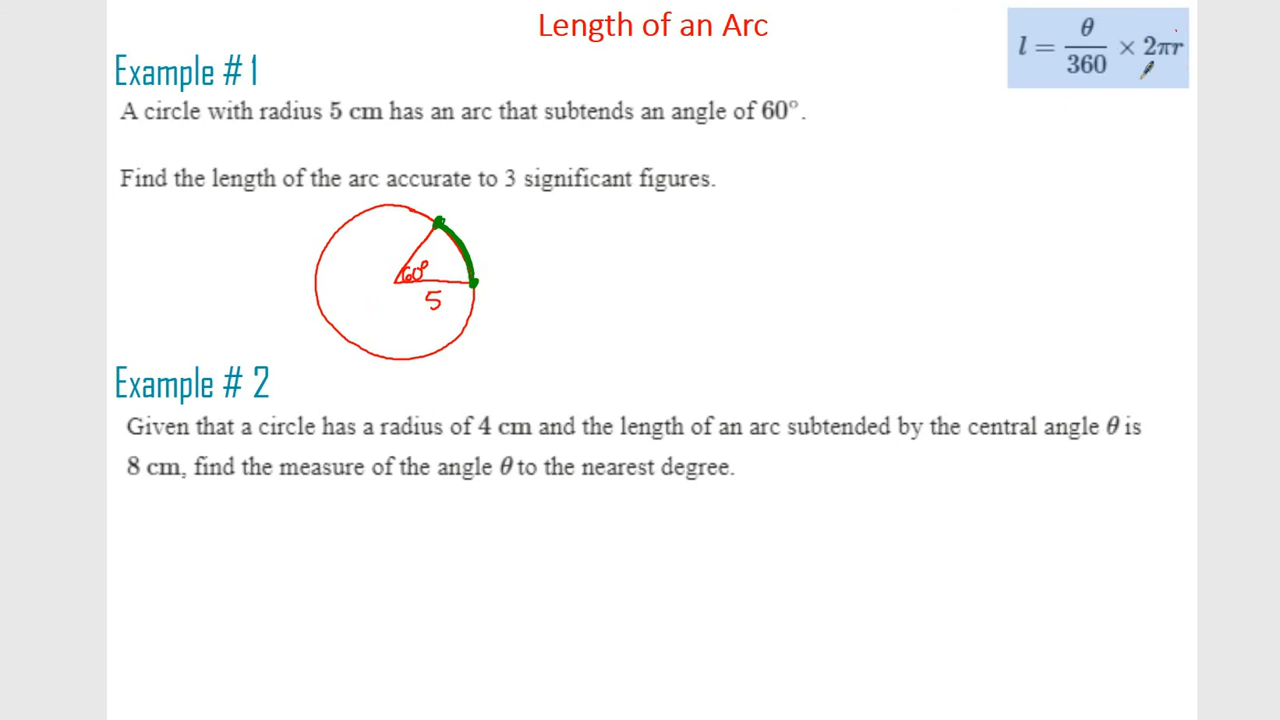 Length of an Arc
l = θ/360 × 2πr
Example # 1
A circle with radius 5 cm has an arc that subtends an angle of 60°.
Find the length of the arc accurate to 3 significant figures.
60°
5
Example # 2
Given that a circle has a radius of 4 cm and the length of an arc subtended by the central angle θ is
8 cm, find the measure of the angle θ to the nearest degree.